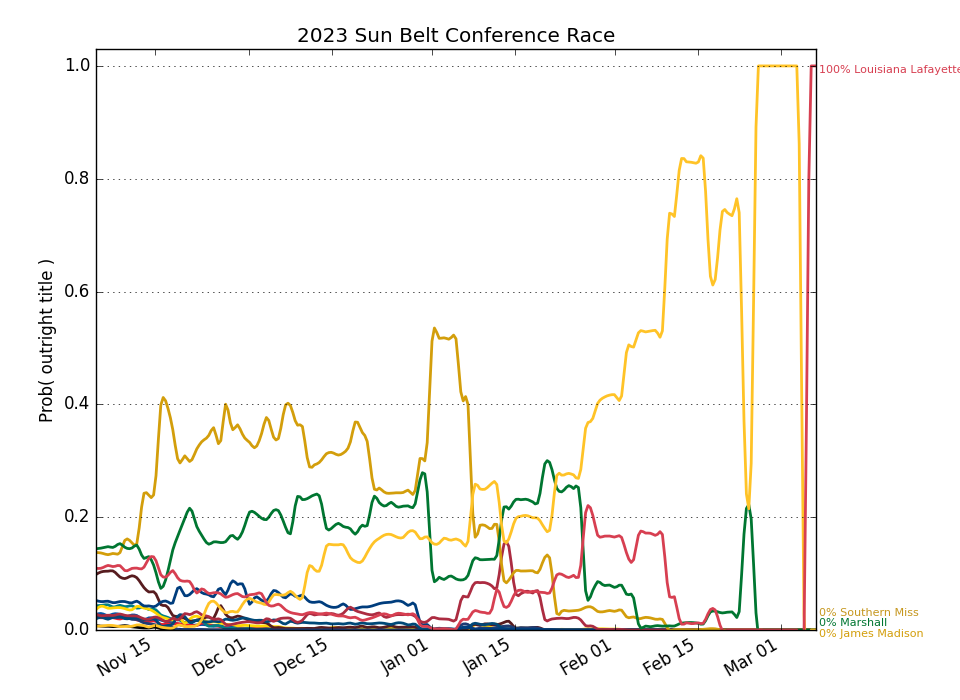 2023 Sun Belt Conference Race
Prob( outright title )
1.0
0.8
0.6
0.4
0.2
0.0
Nov 15
Dec 01
Dec 15
Jan 01
Jan 15
Feb 01
Feb 15
Mar 01
100% Louisiana Lafayette
0% Southern Miss
0% Marshall
0% James Madison